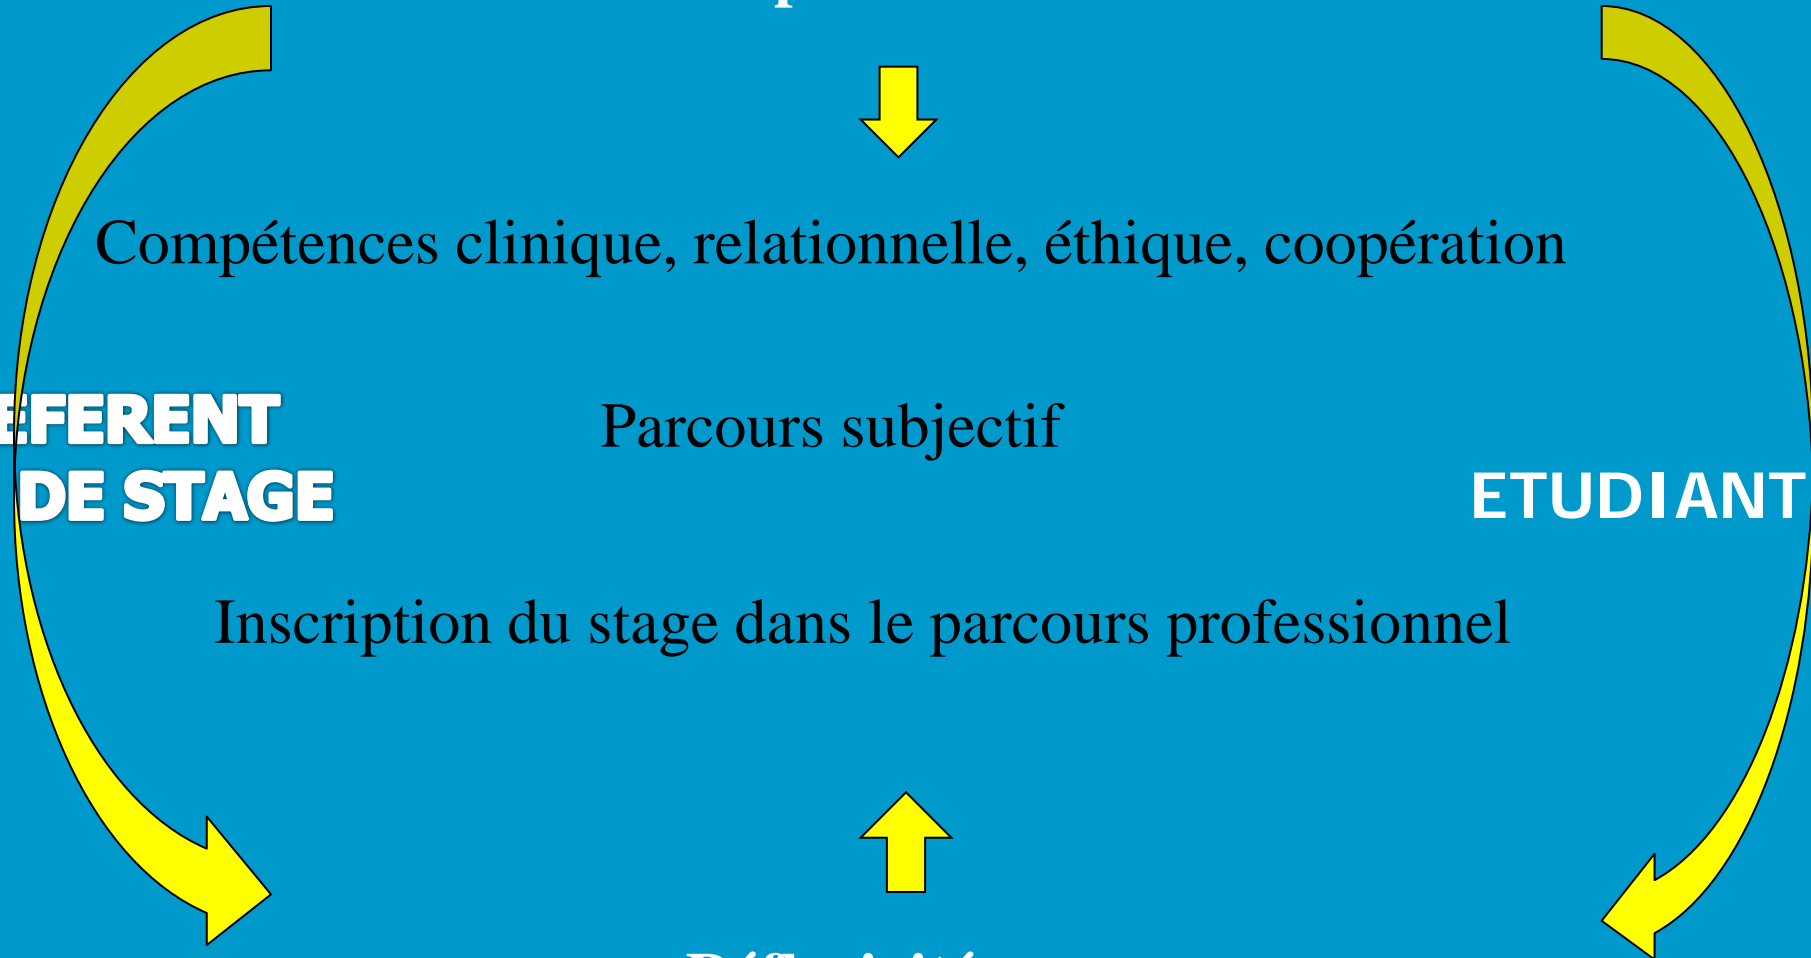 Compétences clinique, relationnelle, éthique, coopération
EFERENT
Parcours subjectif
DE STAGE
ETUDIANT
Inscription du stage dans le parcours professionnel